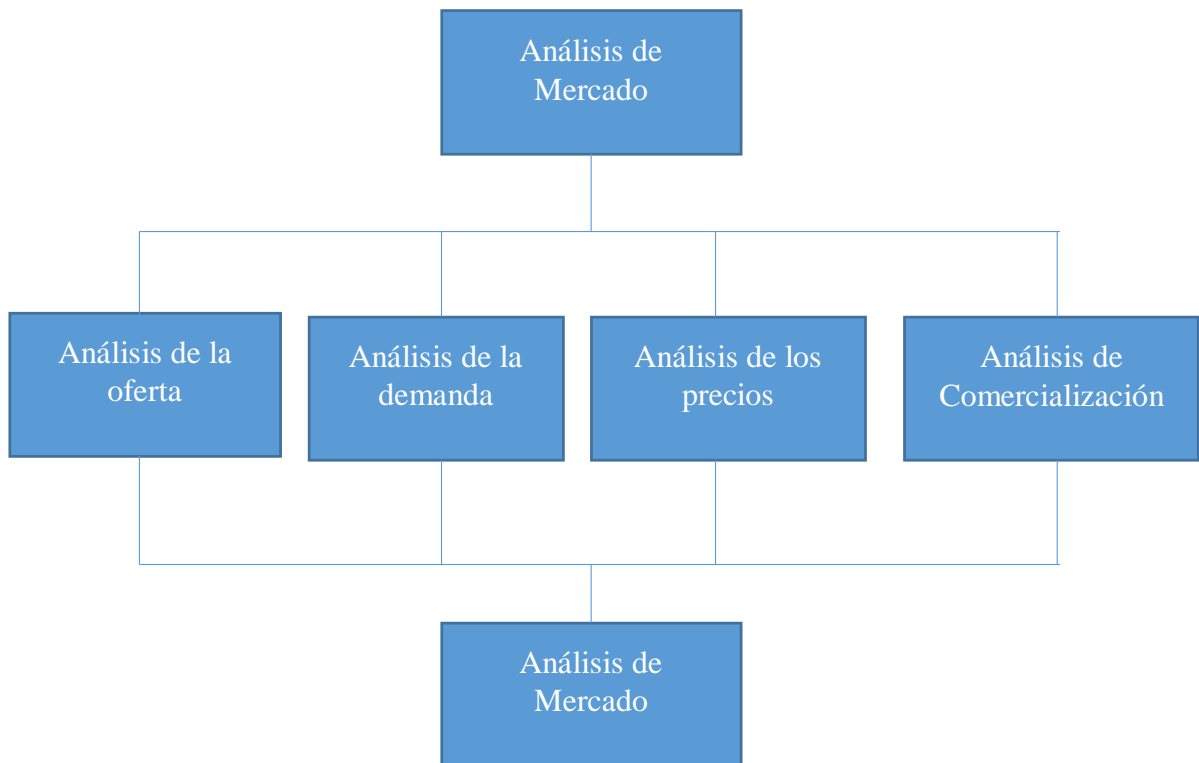 Análisis de
Mercado
Análisis de la
oferta
Análisis de la
demanda
Análisis de los
precios
Análisis de
Comercialización
Análisis de
Mercado